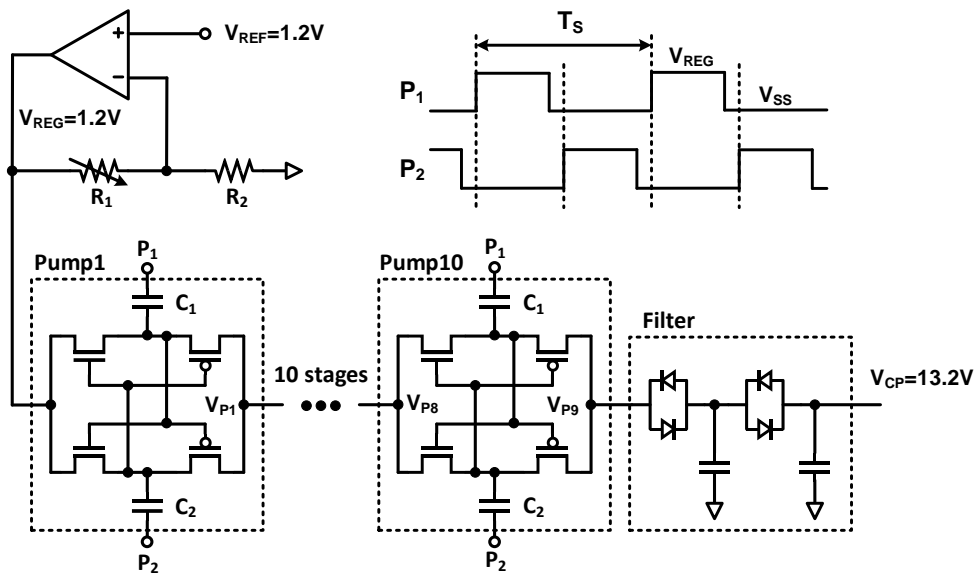 V_REF=1.2V
V_REG=1.2V
+
−
R_1
R_2
T_S
P_1
V_REG
V_SS
P_2
Pump1
P_1
C_1
V_P1
C_2
P_2
10 stages
Pump10
P_1
C_1
V_P8
V_P9
C_2
P_2
Filter
V_CP=13.2V